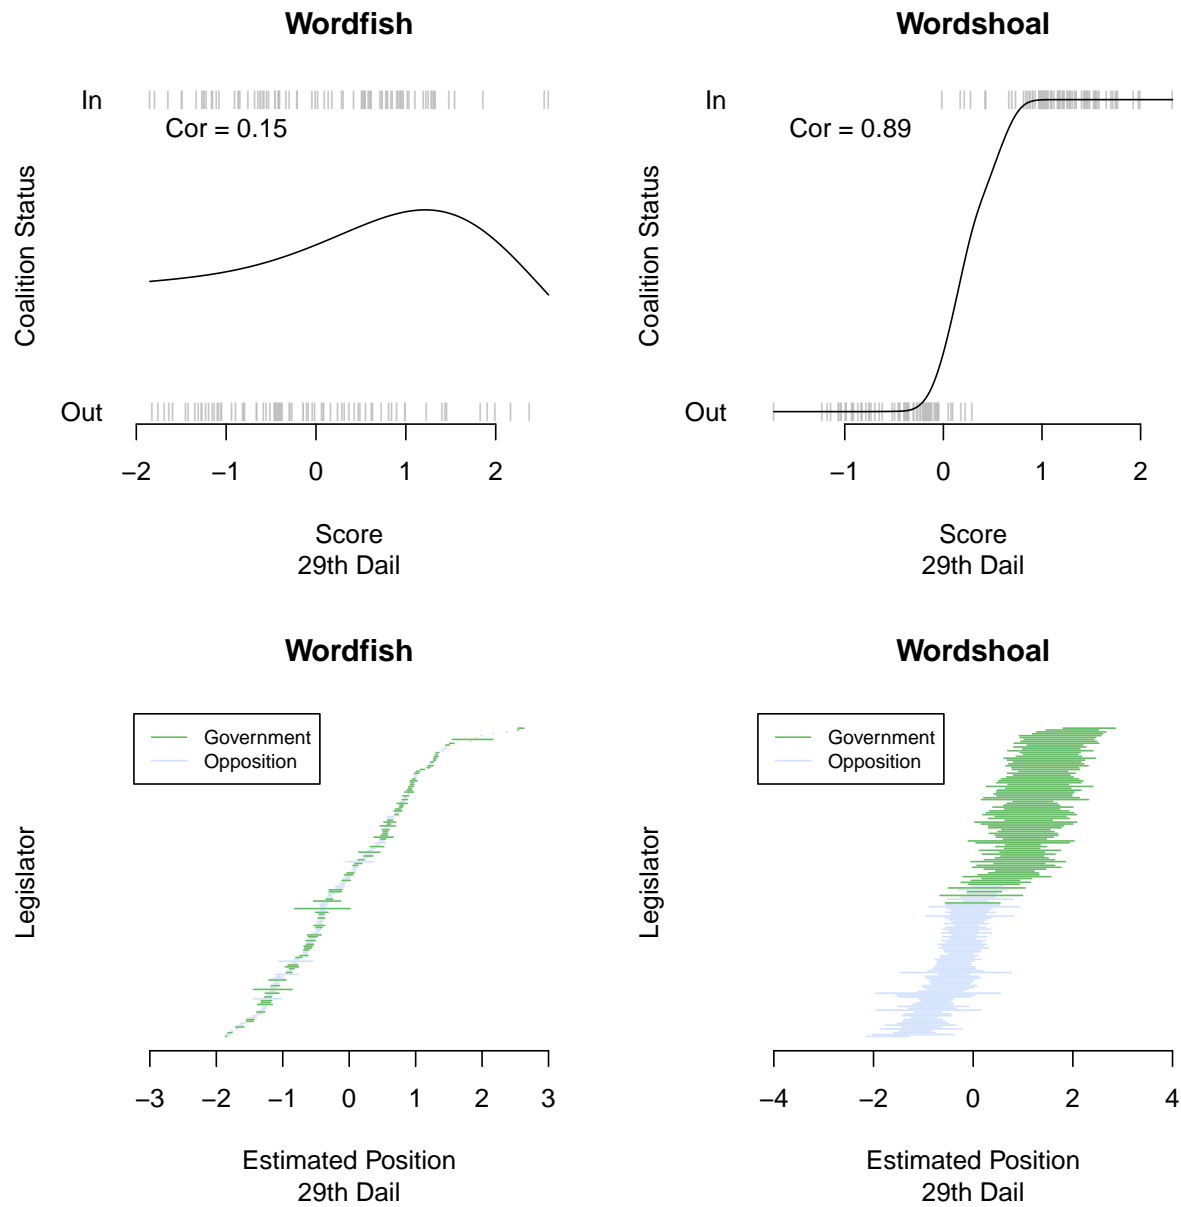 Wordfish
Wordshoal
In
Cor = 0.15
Coalition Status
Out
−2 −1 0 1 2
Score
29th Dail
In
Cor = 0.89
Coalition Status
Out
−1 0 1 2
Score
29th Dail
Wordfish
Government
Opposition
Legislator
−3 −2 −1 0 1 2 3
Estimated Position
29th Dail
Wordshoal
Government
Opposition
Legislator
−4 −2 0 2 4
Estimated Position
29th Dail